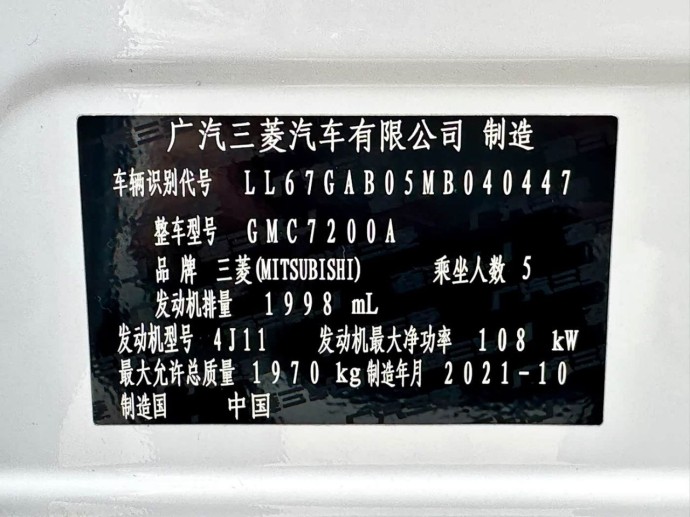 广汽三菱汽车有限公司 制造
车辆识别代号 LL67GAB05MB040447
整车型号 GMC7200A
品牌 三菱(MITSUBISHI) 乘坐人数 5
发动机排量 1998 mL
发动机型号 4J11 发动机最大净功率 108 kW
最大允许总质量 1970 kg 制造年月 2021-10
制造国 中国